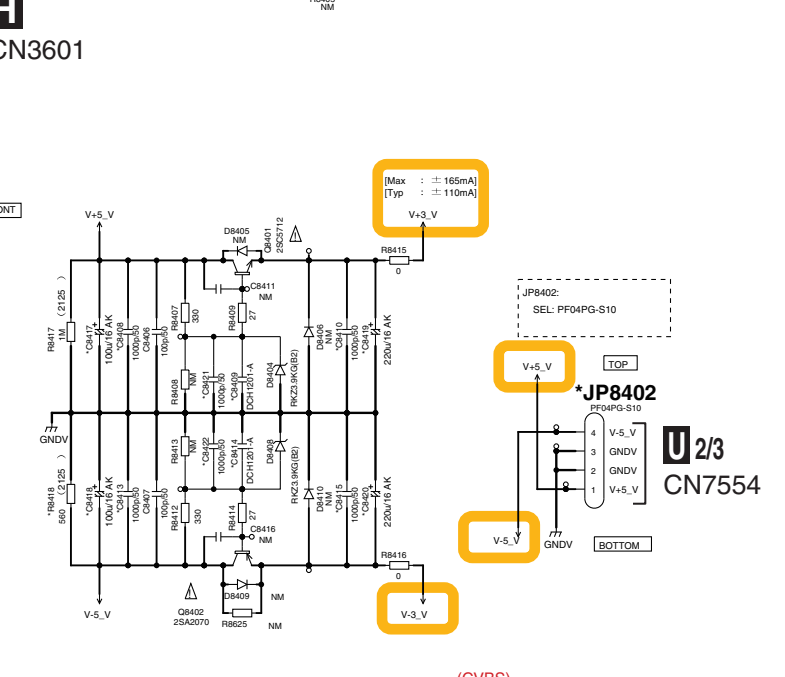 H
CN3601
NM
ONT
[Max : ± 165mA]
[Typ : ± 110mA]
V+5_V
V+3_V
D8405
NM
Q8401
2SC5712
R8415
0
C8411
NM
R8417
1M (2125)
*C8417
100u/16 AK
*C8408
1000p/50
C8406
100p/50
R8407
330
R8409
27
D8406
NM
*C8410
1000p/50
*C8419
220u/16 AK
R8408
NM
*C8421
1000p/50
*C8409
DCH1201-A
D8404
RKZ3.9KG(B2)
GNDV
*R8418
560 (2125)
*C8418
100u/16 AK
*C8413
1000p/50
C8407
100p/50
R8413
NM
*C8422
1000p/50
*C8414
DCH1201-A
D8408
RKZ3.9KG(B2)
R8412
330
R8414
27
D8410
NM
*C8415
1000p/50
*C8420
220u/16 AK
C8416
NM
R8416
0
D8409
NM
Q8402
2SA2070
R8625
NM
V-5_V
V-3_V
JP8402:
SEL: PF04PG-S10
V+5_V
TOP
*JP8402
PF04PG-S10
4 V-5_V
3 GNDV
2 GNDV
1 V+5_V
U 2/3
CN7554
V-5_V
GNDV
BOTTOM